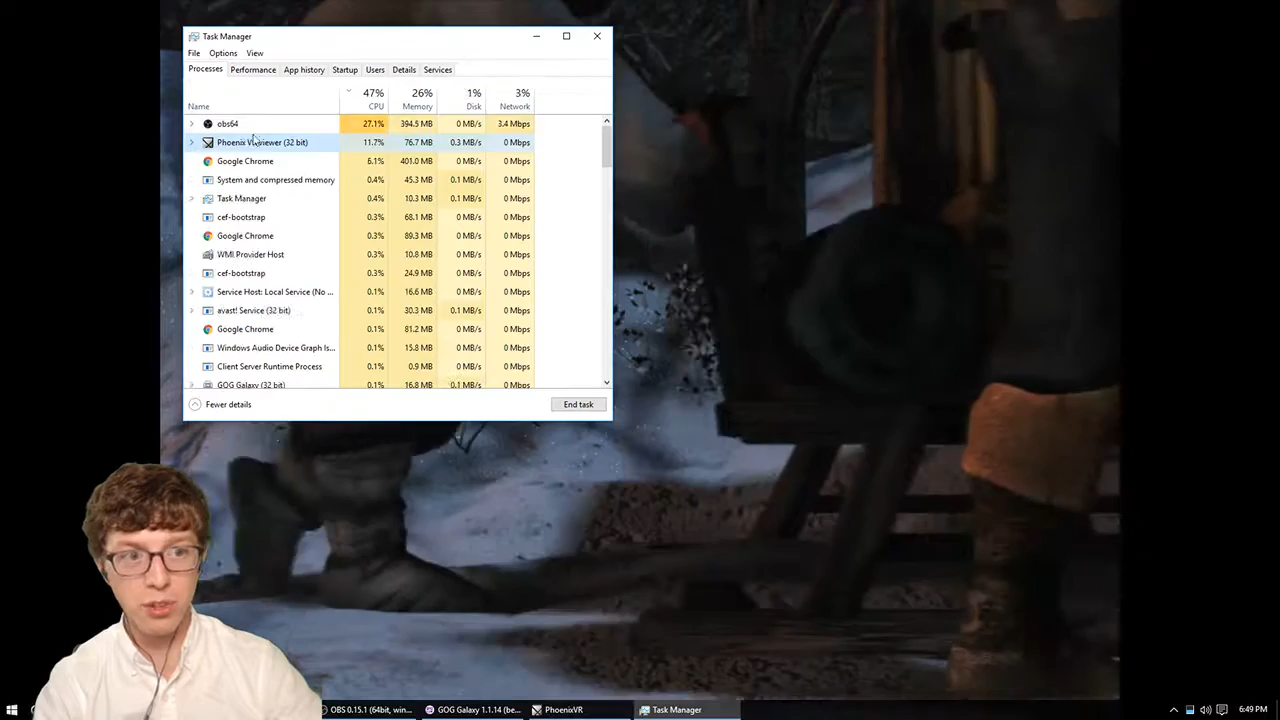 Task Manager
File Options View
Processes Performance App history Startup Users Details Services
47% 26% 1% 3%
Name CPU Memory Disk Network
obs64 27.1% 394.5 MB 0 MB/s 3.4 Mbps
Phoenix VR viewer (32 bit) 11.7% 76.7 MB 0.3 MB/s 0 Mbps
Google Chrome 6.1% 401.0 MB 0 MB/s 0 Mbps
System and compressed memory 0.4% 45.3 MB 0.1 MB/s 0 Mbps
Task Manager 0.4% 10.3 MB 0.1 MB/s 0 Mbps
cef-bootstrap 0.3% 68.1 MB 0 MB/s 0 Mbps
Google Chrome 0.3% 89.3 MB 0 MB/s 0 Mbps
WMI Provider Host 0.3% 10.8 MB 0 MB/s 0 Mbps
cef-bootstrap 0.3% 24.9 MB 0 MB/s 0 Mbps
Service Host: Local Service (No ... 0.1% 16.6 MB 0 MB/s 0 Mbps
avast! Service (32 bit) 0.1% 30.3 MB 0.1 MB/s 0 Mbps
Google Chrome 0.1% 81.2 MB 0 MB/s 0 Mbps
Windows Audio Device Graph Is... 0.1% 15.8 MB 0 MB/s 0 Mbps
Client Server Runtime Process 0.1% 0.9 MB 0 MB/s 0 Mbps
GOG Galaxy (32 bit) 0.1% 16.8 MB 0.1 MB/s 0 Mbps
Fewer details End task
OBS 0.15.1 (64bit, win... GOG Galaxy 1.1.14 (be... PhoenixVR Task Manager 6:49 PM